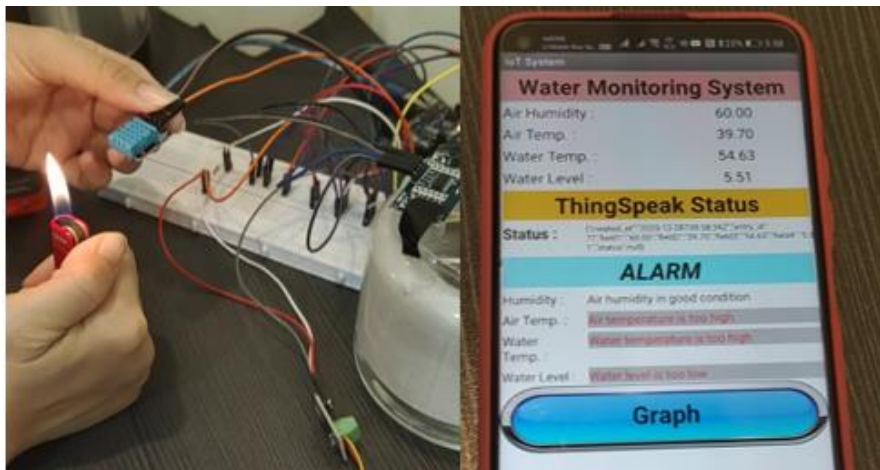 IoT System
Water Monitoring System
Air Humidity : 60.00
Air Temp. : 39.70
Water Temp. : 54.63
Water Level : 5.51
ThingSpeak Status
Status :
ALARM
Humidity : Air humidity in good condition
Air Temp. : Air temperature is too high
Water Temp. : Water temperature is too high
Water Level : Water level is too low
Graph